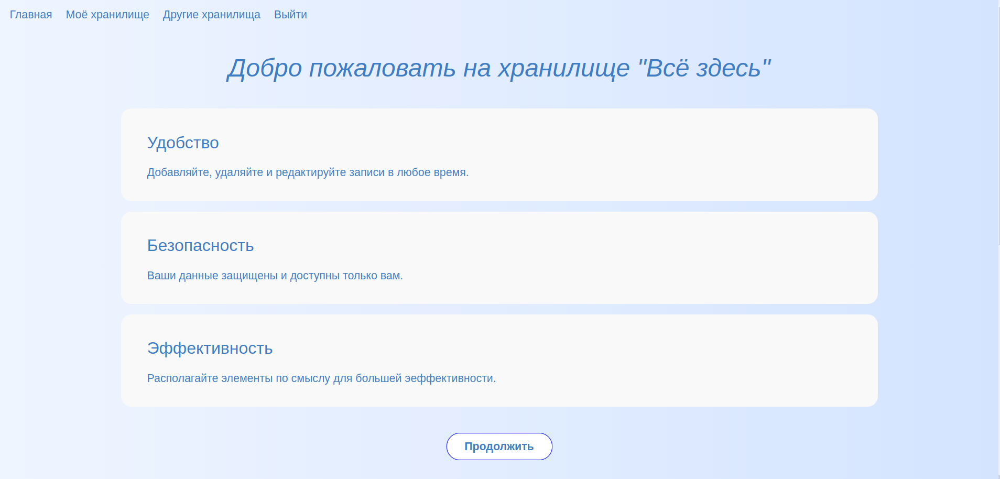 Главная Моё хранилище Другие хранилища Выйти
Добро пожаловать на хранилище "Всё здесь"
Удобство
Добавляйте, удаляйте и редактируйте записи в любое время.
Безопасность
Ваши данные защищены и доступны только вам.
Эффективность
Располагайте элементы по смыслу для большей эеффективности.
Продолжить